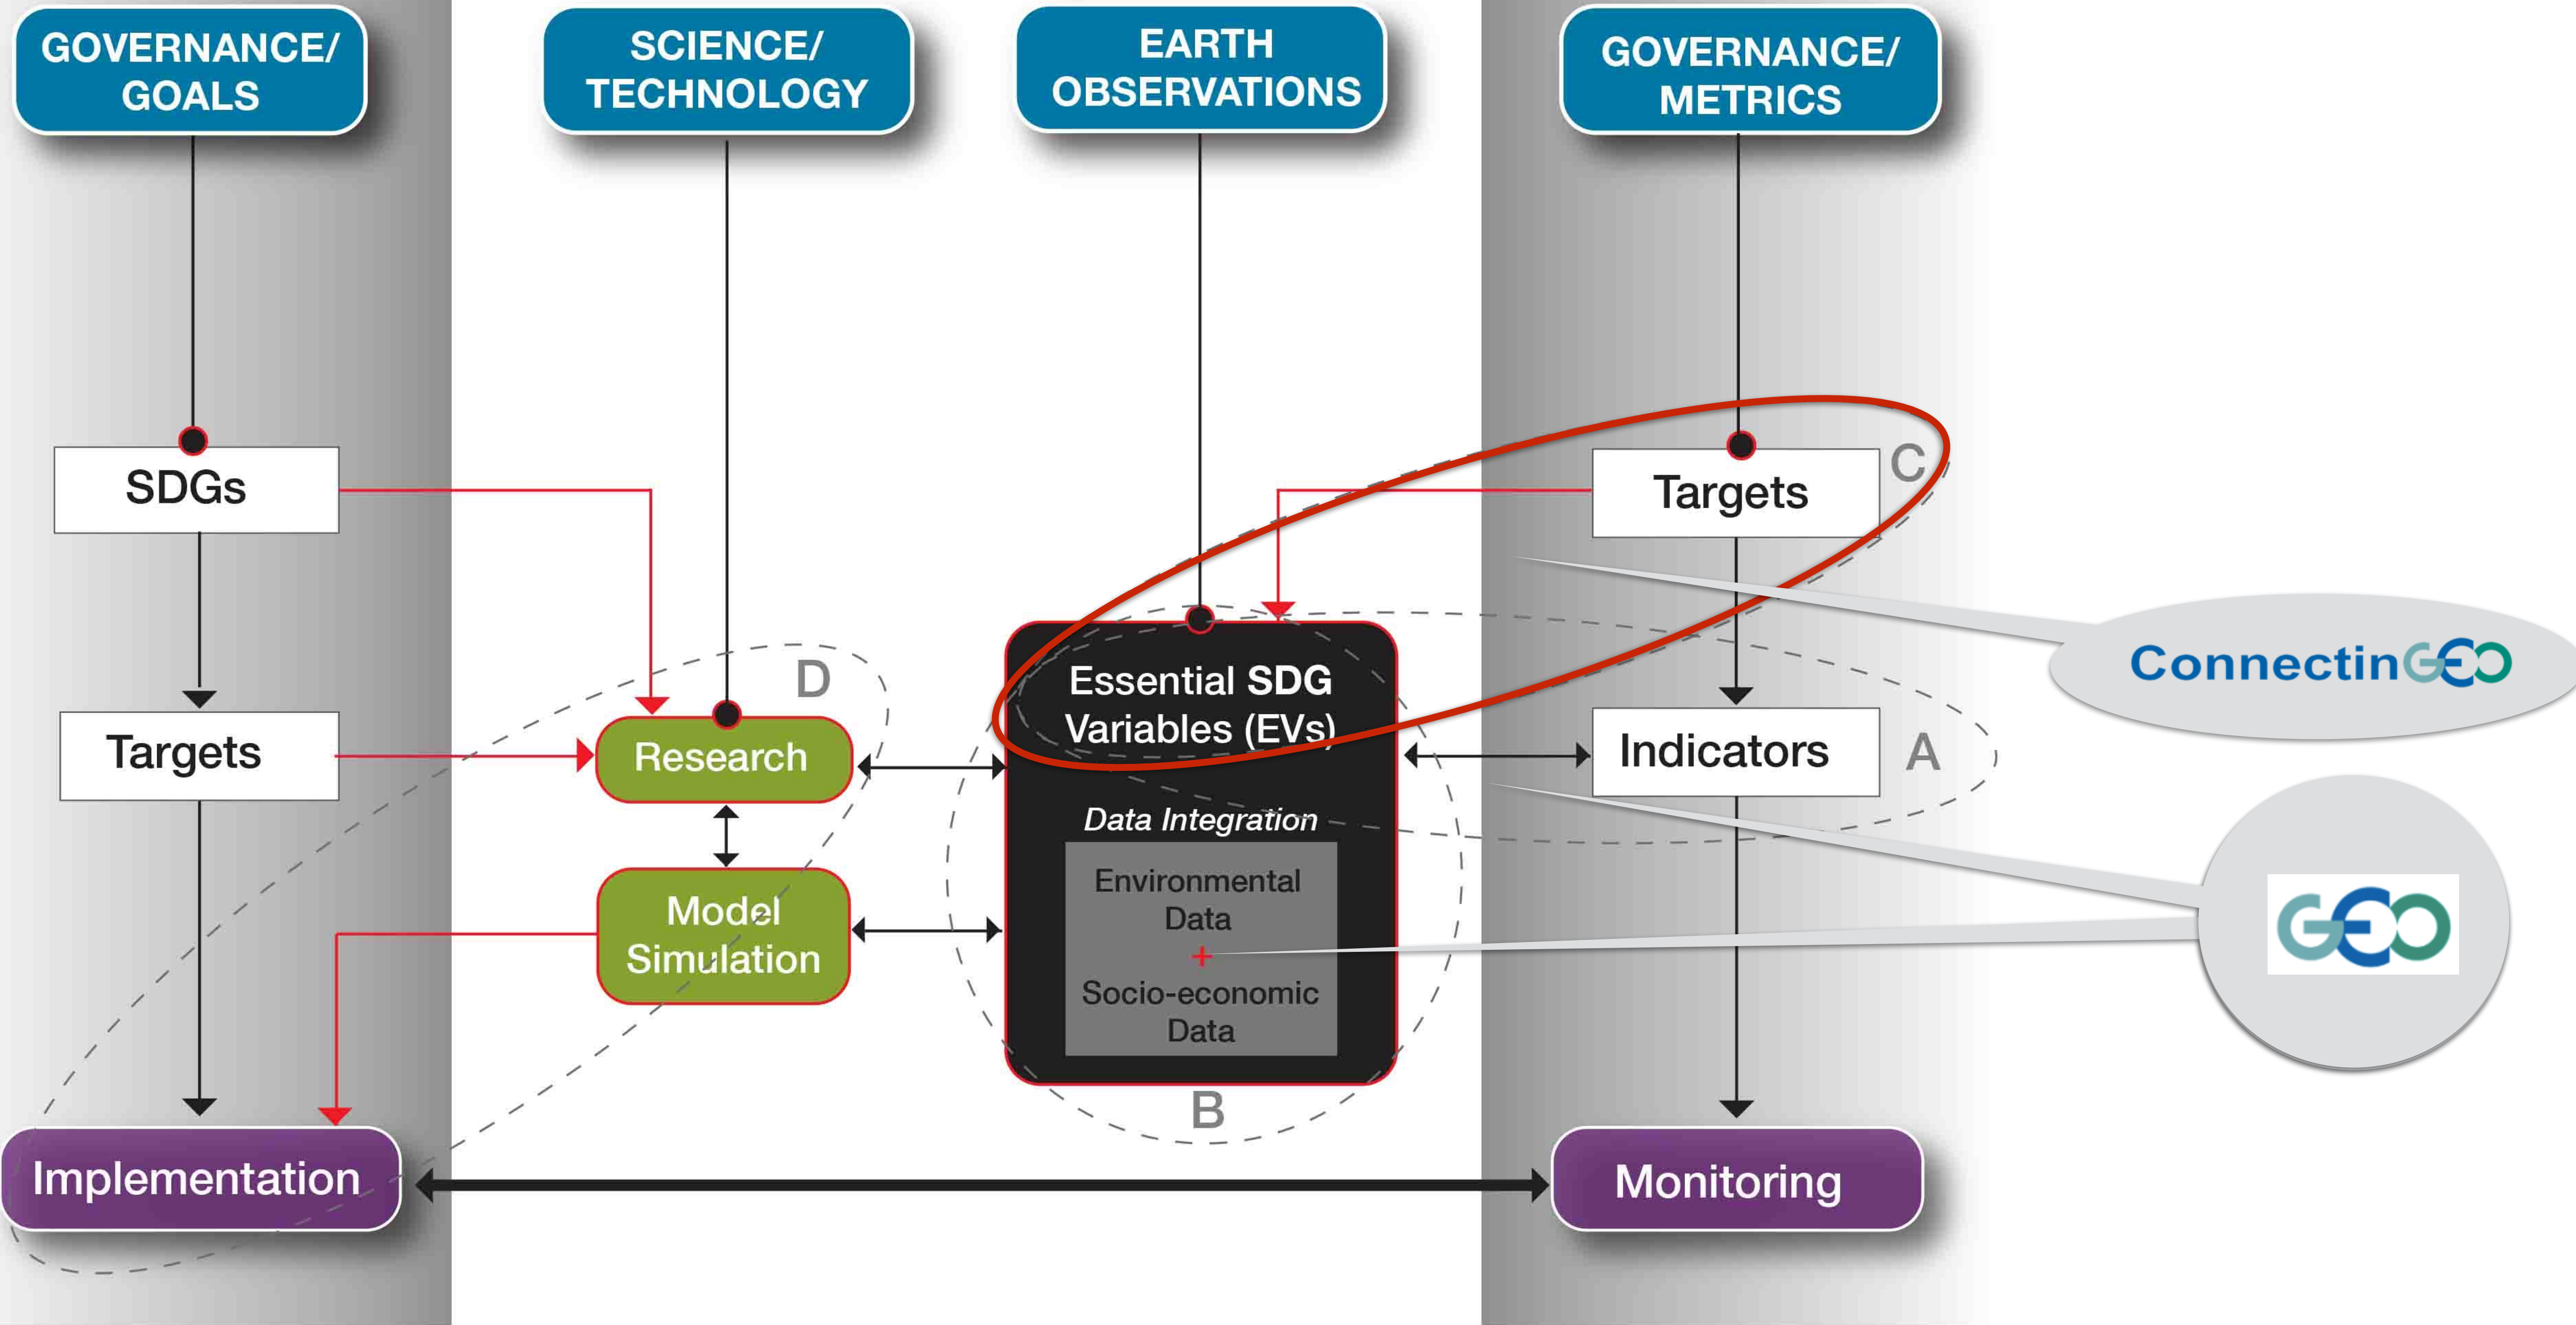 GOVERNANCE/
GOALS
SCIENCE/
TECHNOLOGY
EARTH
OBSERVATIONS
GOVERNANCE/
METRICS
SDGs
Targets
C
D
Essential SDG
Variables (EVs)
ConnectinGEO
Targets
Research
Indicators
A
Data Integration
Environmental
Data
+
Socio-economic
Data
Model
Simulation
GEO
B
Implementation
Monitoring